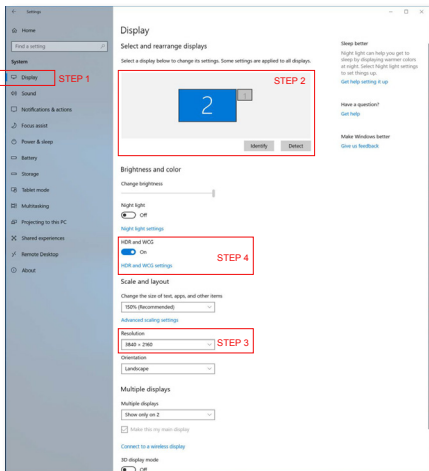 Settings
Home
Find a setting
System
Display
STEP 1
Sound
Notifications & actions
Focus assist
Power & sleep
Battery
Storage
Tablet mode
Multitasking
Projecting to this PC
Shared experiences
Remote Desktop
About
Display
Select and rearrange displays
Select a display below to change its settings. Some settings are applied to all displays.
STEP 2
2
1
Identify
Detect
Brightness and color
Change brightness
Night light
Off
Night light settings
HDR and WCG
On
STEP 4
HDR and WCG settings
Scale and layout
Change the size of text, apps, and other items
150% (Recommended)
Advanced scaling settings
Resolution
3840 × 2160
STEP 3
Orientation
Landscape
Multiple displays
Multiple displays
Show only on 2
Make this my main display
Connect to a wireless display
3D display mode
Off
Sleep better
Night light can help you get to
sleep by displaying warmer colors
at night. Select Night light settings
to set things up.
Get help setting it up
Have a question?
Get help
Make Windows better
Give us feedback